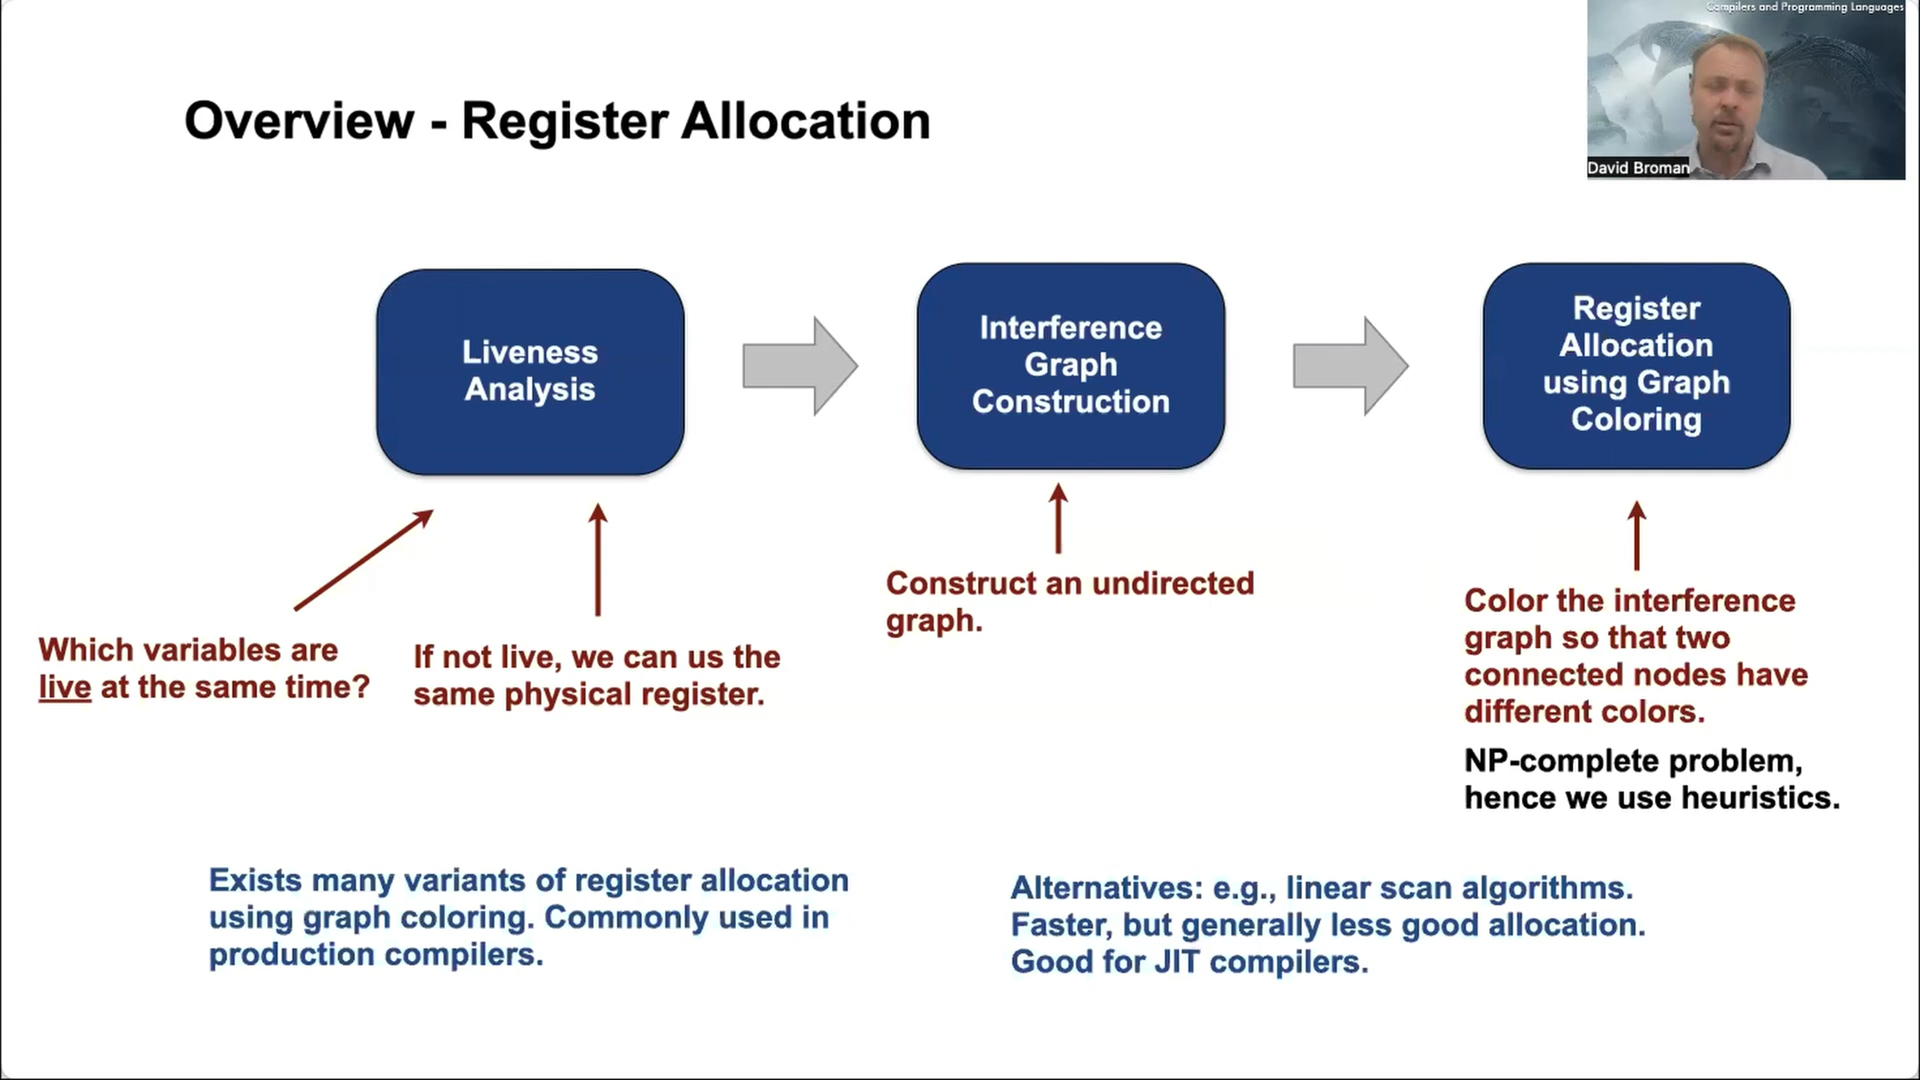 Compilers and Programming Languages
David Broman
Overview - Register Allocation
Liveness
Analysis
Interference
Graph
Construction
Register
Allocation
using Graph
Coloring
Which variables are
live at the same time?
If not live, we can us the
same physical register.
Construct an undirected
graph.
Color the interference
graph so that two
connected nodes have
different colors.
NP-complete problem,
hence we use heuristics.
Exists many variants of register allocation
using graph coloring. Commonly used in
production compilers.
Alternatives: e.g., linear scan algorithms.
Faster, but generally less good allocation.
Good for JIT compilers.